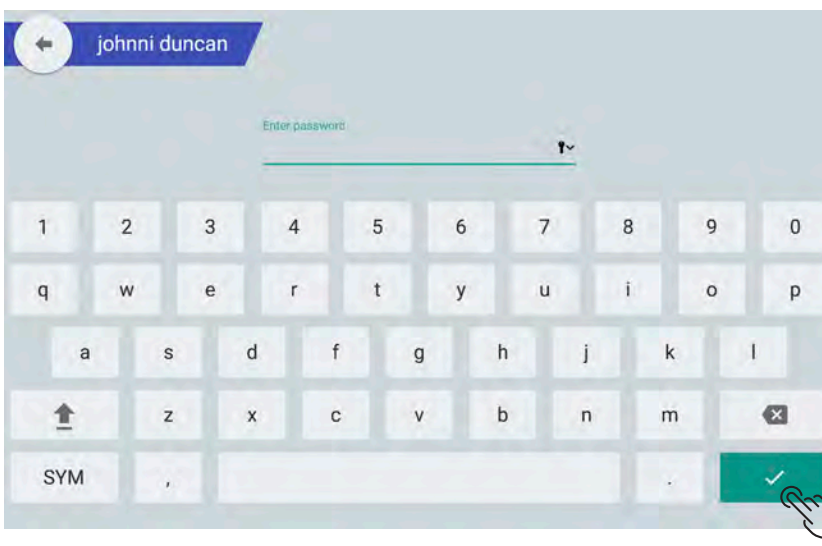 johnni duncan
Enter password
1 2 3 4 5 6 7 8 9 0
q w e r t y u i o p
a s d f g h j k l
z x c v b n m
SYM , .